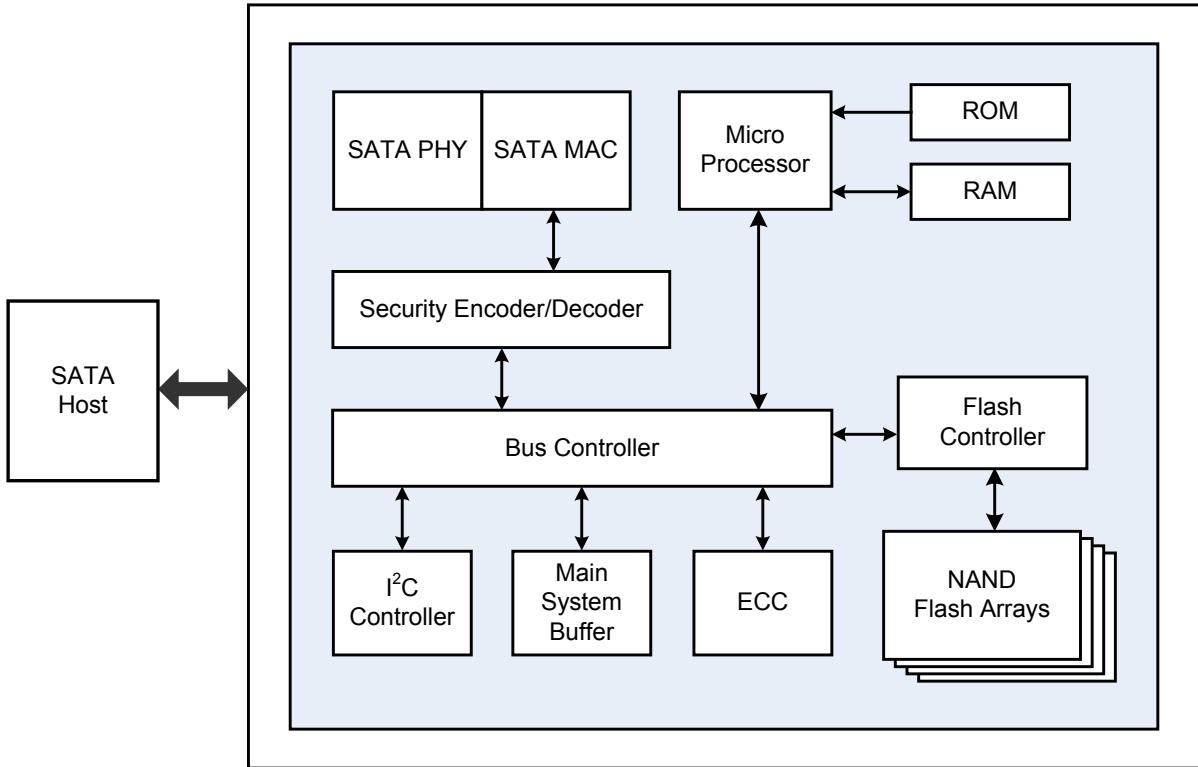 SATA PHY
SATA MAC
Micro
Processor
ROM
RAM
Security Encoder/Decoder
SATA
Host
Bus Controller
Flash
Controller
I²C
Controller
Main
System
Buffer
ECC
NAND
Flash Arrays